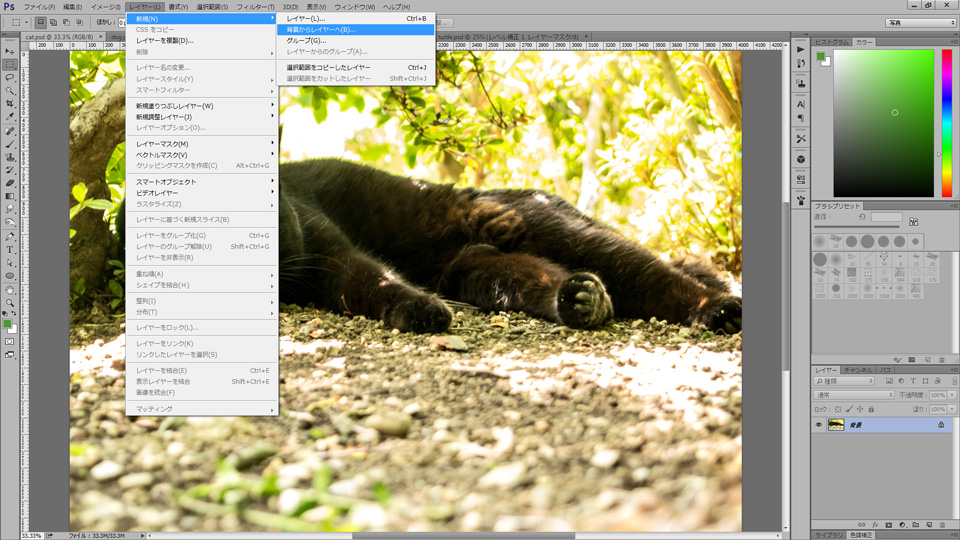 Ps
ファイル(F)
編集(E)
イメージ(I)
レイヤー(L)
書式(Y)
選択範囲(S)
フィルター(T)
3D(D)
表示(V)
ウィンドウ(W)
ヘルプ(H)
ぼかし:
写真
cat.psd @ 33.3% (RGB/8)
turtle.psd @ 25% (レベル補正 1, レイヤーマスク/8)
新規(N)
CSS をコピー
レイヤーを複製(D)...
削除
レイヤー名の変更...
レイヤースタイル(Y)
スマートフィルター
新規塗りつぶしレイヤー(W)
新規調整レイヤー(J)
レイヤーオプション(O)...
レイヤーマスク(M)
ベクトルマスク(V)
クリッピングマスクを作成(C) Alt+Ctrl+G
スマートオブジェクト
ビデオレイヤー
ラスタライズ(Z)
レイヤーに基づく新規スライス(B)
レイヤーをグループ化(G) Ctrl+G
レイヤーのグループ解除(U) Shift+Ctrl+G
レイヤーを非表示(R)
重ね順(A)
シェイプを結合(H)
整列(I)
分布(T)
レイヤーをロック(L)...
レイヤーをリンク(K)
リンクしたレイヤーを選択(S)
レイヤーを結合(E) Ctrl+E
表示レイヤーを結合 Shift+Ctrl+E
画像を統合(F)
マッティング
レイヤー(L)... Ctrl+B
背景からレイヤーへ(B)...
グループ(G)...
レイヤーからのグループ(A)...
選択範囲をコピーしたレイヤー Ctrl+J
選択範囲をカットしたレイヤー Shift+Ctrl+J
ヒストグラム
カラー
ブラシプリセット
直径:
レイヤー
チャンネル
パス
種類
通常
不透明度: 100%
ロック:
塗り: 100%
背景
ライブラリ
色調補正
33.33%
ファイル : 33.3M/33.3M